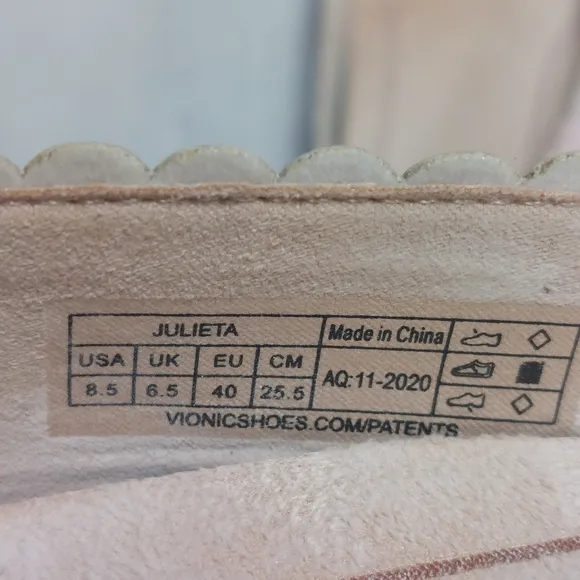 JULIETA
Made in China
USA UK EU CM
8.5 6.5 40 25.5
AQ:11-2020
VIONICSHOES.COM/PATENTS